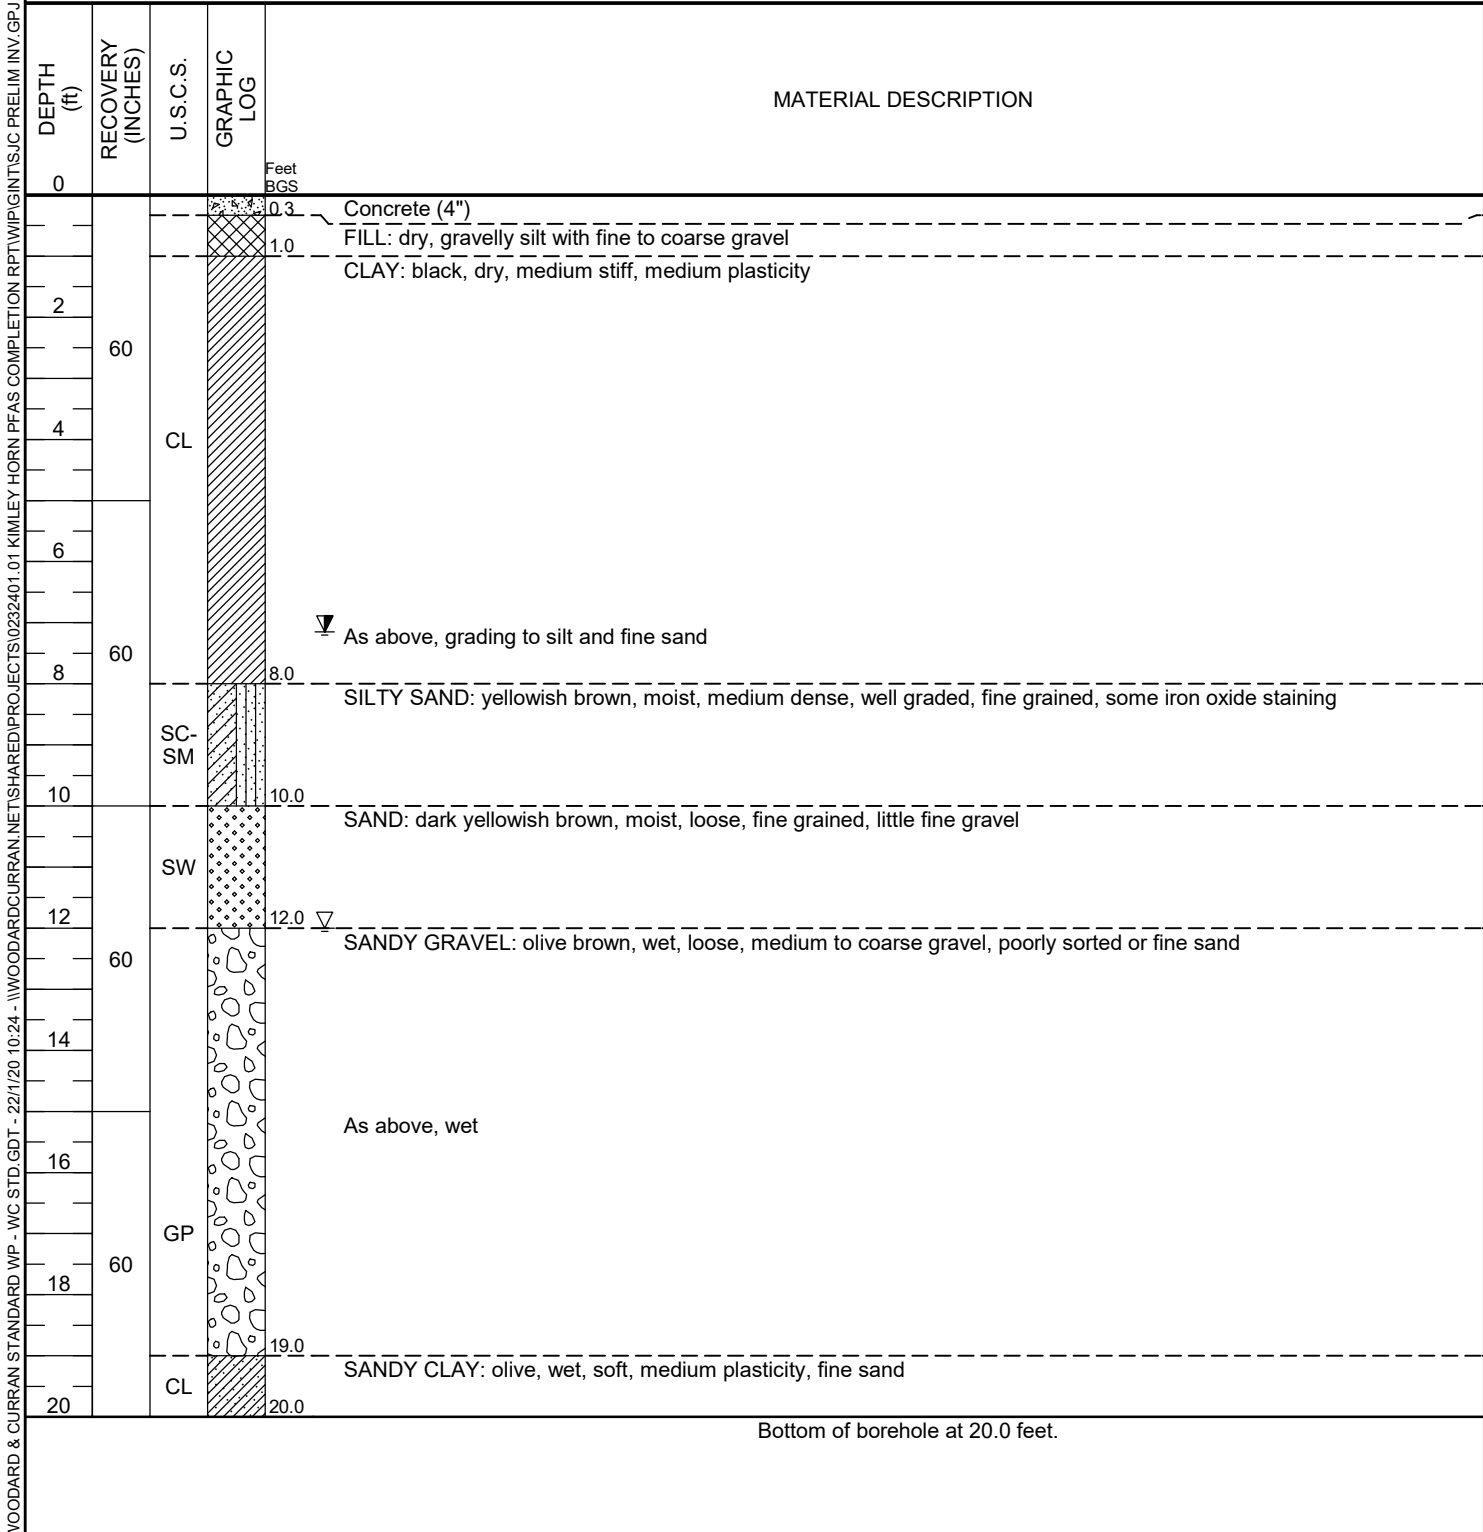 WOODARD & CURRAN STANDARD WP - WC STD.GDT - 22/1/20 10:24 - \\WOODARDCURRAN.NET\SHARED\PROJECTS\0232401.01 KIMLEY HORN PFAS COMPLETION RPT\WIP\GINT\SJC PRELIM INV.GPJ
DEPTH
(ft)
RECOVERY
(INCHES)
U.S.C.S.
GRAPHIC
LOG
MATERIAL DESCRIPTION
Feet
BGS
0
0.3
Concrete (4")
FILL: dry, gravelly silt with fine to coarse gravel
1.0
CLAY: black, dry, medium stiff, medium plasticity
2
60
4
CL
6
As above, grading to silt and fine sand
60
8
8.0
SILTY SAND: yellowish brown, moist, medium dense, well graded, fine grained, some iron oxide staining
SC-
SM
10
10.0
SAND: dark yellowish brown, moist, loose, fine grained, little fine gravel
SW
12
12.0
SANDY GRAVEL: olive brown, wet, loose, medium to coarse gravel, poorly sorted or fine sand
60
14
As above, wet
16
GP
60
18
19.0
SANDY CLAY: olive, wet, soft, medium plasticity, fine sand
CL
20
20.0
Bottom of borehole at 20.0 feet.